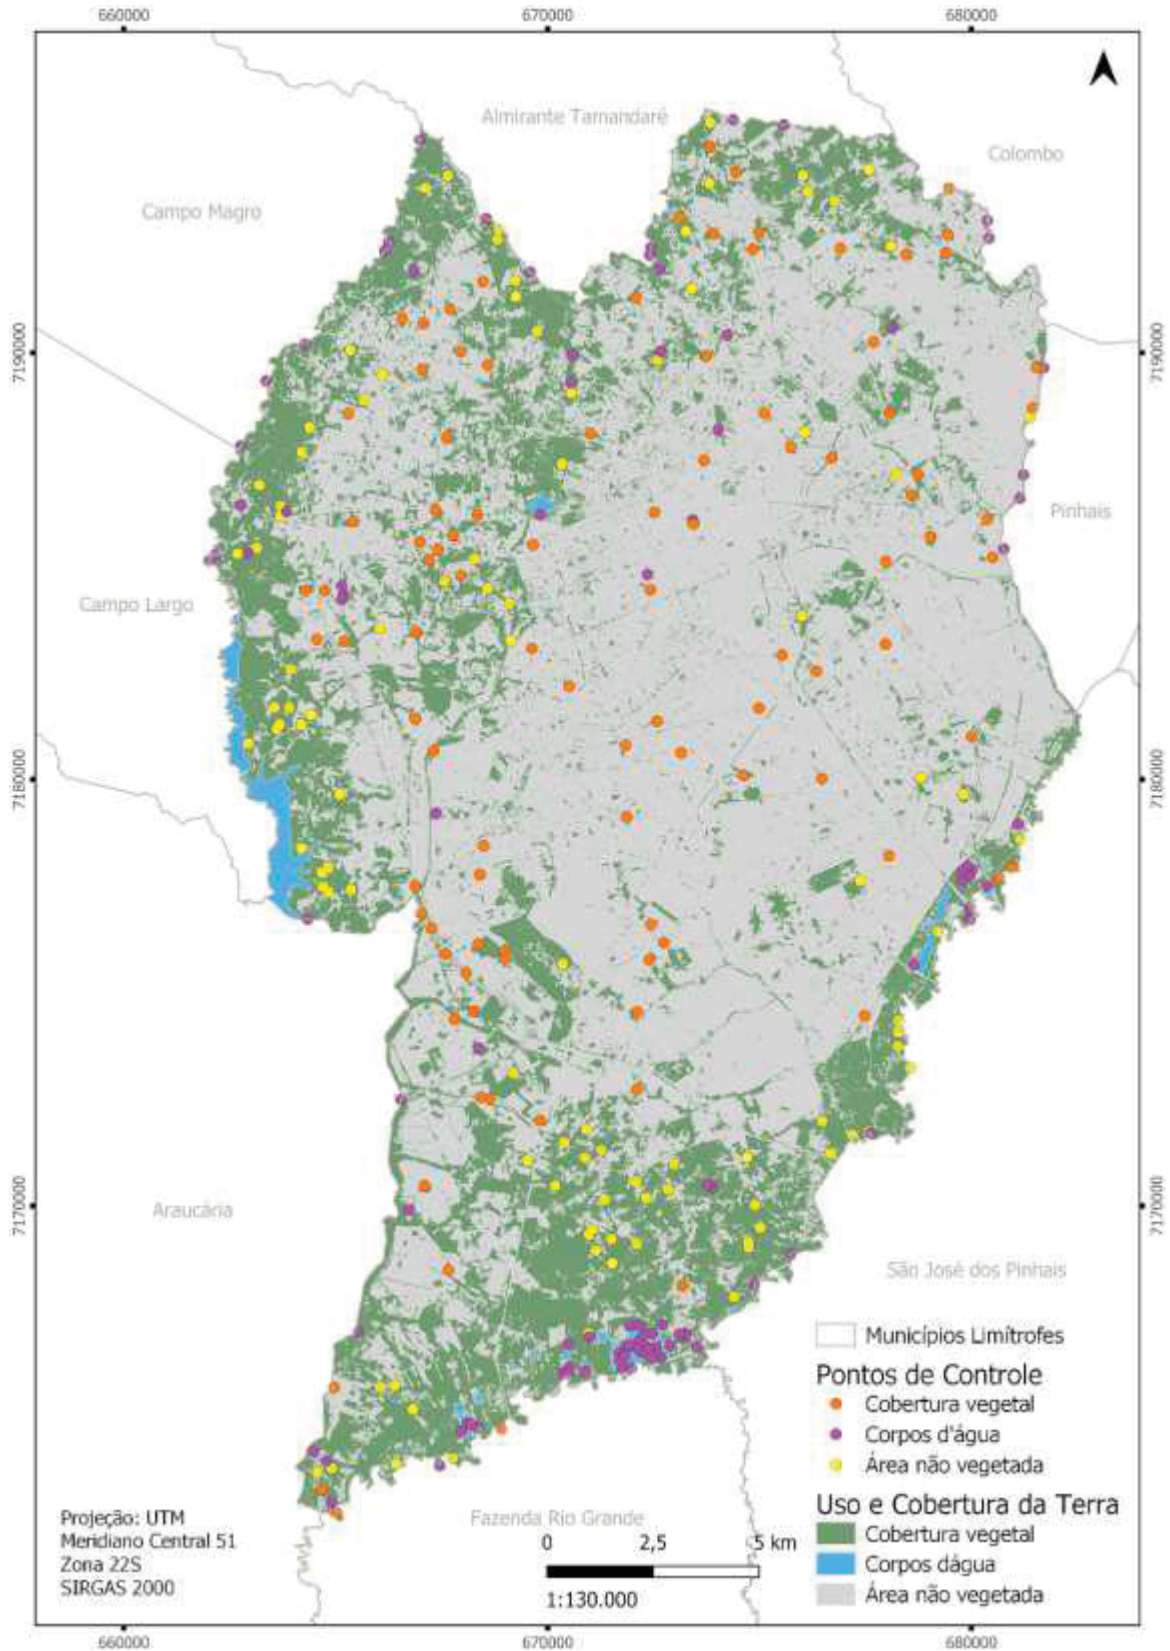 660000
670000
680000
Almirante Tamandaré
Colombo
Campo Magro
7190000
7190000
Pinhais
Campo Largo
7180000
7180000
Araucária
7170000
7170000
São José dos Pinhais
Municípios Limítrofes
Pontos de Controle
Cobertura vegetal
Corpos d'água
Área não vegetada
Uso e Cobertura da Terra
Cobertura vegetal
Corpos dágua
Área não vegetada
Projeção: UTM
Meridiano Central 51
Zona 22S
SIRGAS 2000
Fazenda Rio Grande
0 2,5 5 km
1:130.000
660000
670000
680000